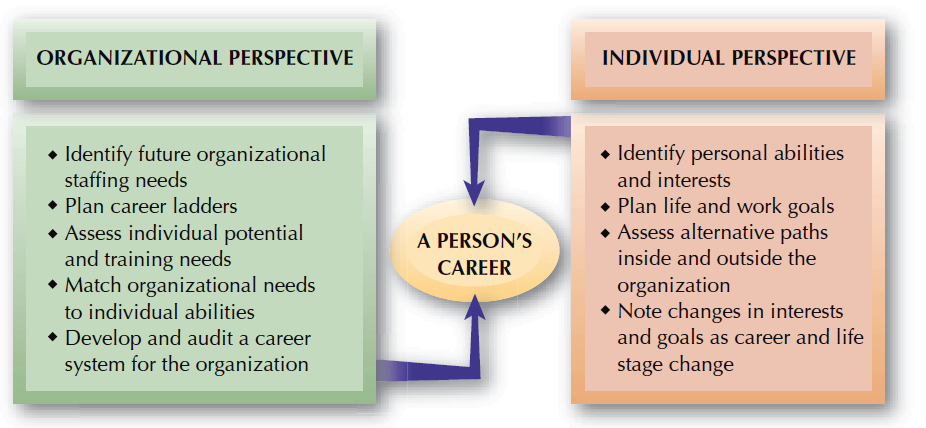 ORGANIZATIONAL PERSPECTIVE
◆ Identify future organizational
staffing needs
◆ Plan career ladders
◆ Assess individual potential
and training needs
◆ Match organizational needs
to individual abilities
◆ Develop and audit a career
system for the organization
A PERSON'S
CAREER
INDIVIDUAL PERSPECTIVE
◆ Identify personal abilities
and interests
◆ Plan life and work goals
◆ Assess alternative paths
inside and outside the
organization
◆ Note changes in interests
and goals as career and life
stage change